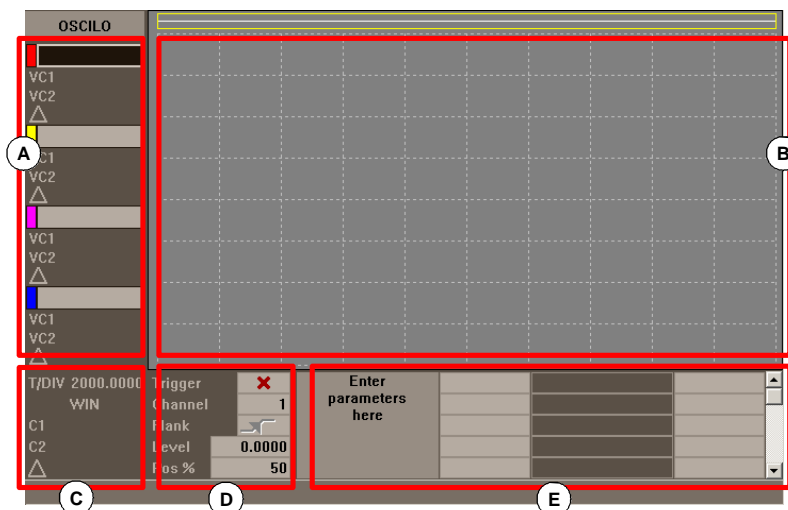 OSCILO
VC1
VC2
A
C1
VC2
B
VC1
VC2
VC1
VC2
T/DIV 2000.0000
WIN
C1
C2
C
Trigger
Channel 1
Flank
Level 0.0000
Pos % 50
D
Enter
parameters
here
E